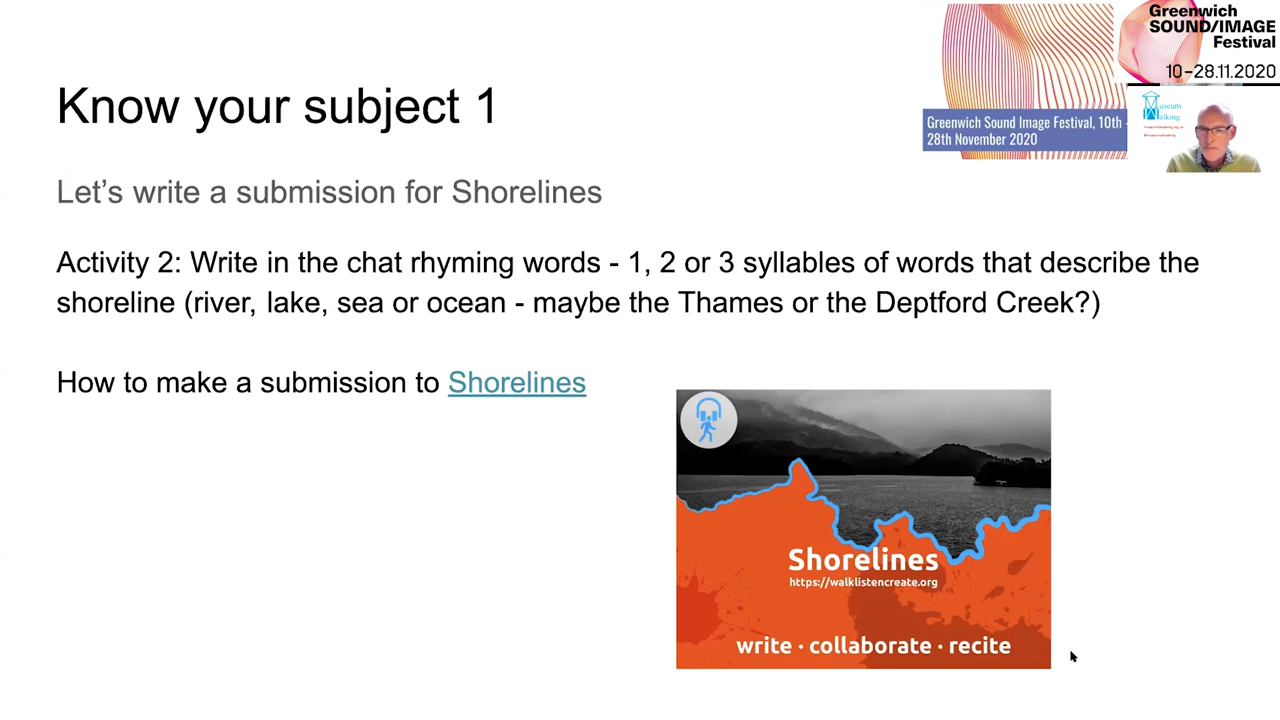 Know your subject 1
Let’s write a submission for Shorelines
Activity 2: Write in the chat rhyming words - 1, 2 or 3 syllables of words that describe the
shoreline (river, lake, sea or ocean - maybe the Thames or the Deptford Creek?)
How to make a submission to Shorelines
Greenwich Sound Image Festival, 10th -
28th November 2020
Greenwich
SOUND/IMAGE
Festival
10–28.11.2020
Museum
Walking
Shorelines
https://walklistencreate.org
write · collaborate · recite